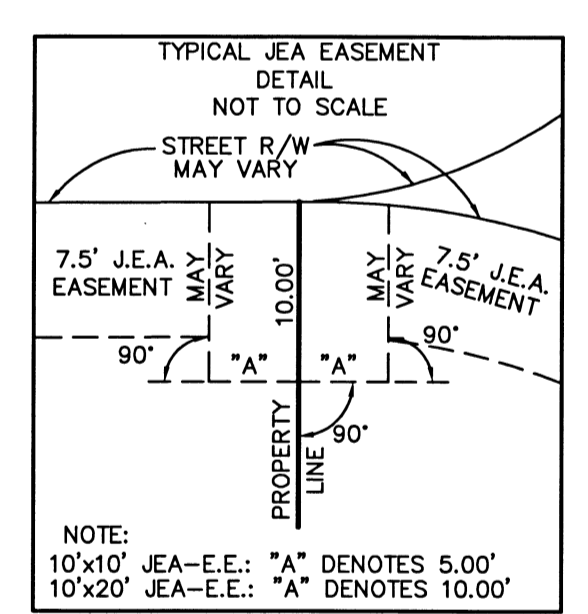 TYPICAL JEA EASEMENT
DETAIL
NOT TO SCALE
STREET R/W
MAY VARY
7.5' J.E.A.
EASEMENT
MAY
VARY
10.00'
MAY
VARY
7.5' J.E.A.
EASEMENT
90°
"A"
"A"
90°
PROPERTY
LINE
90°
NOTE:
10'x10' JEA-E.E.: "A" DENOTES 5.00'
10'x20' JEA-E.E.: "A" DENOTES 10.00'